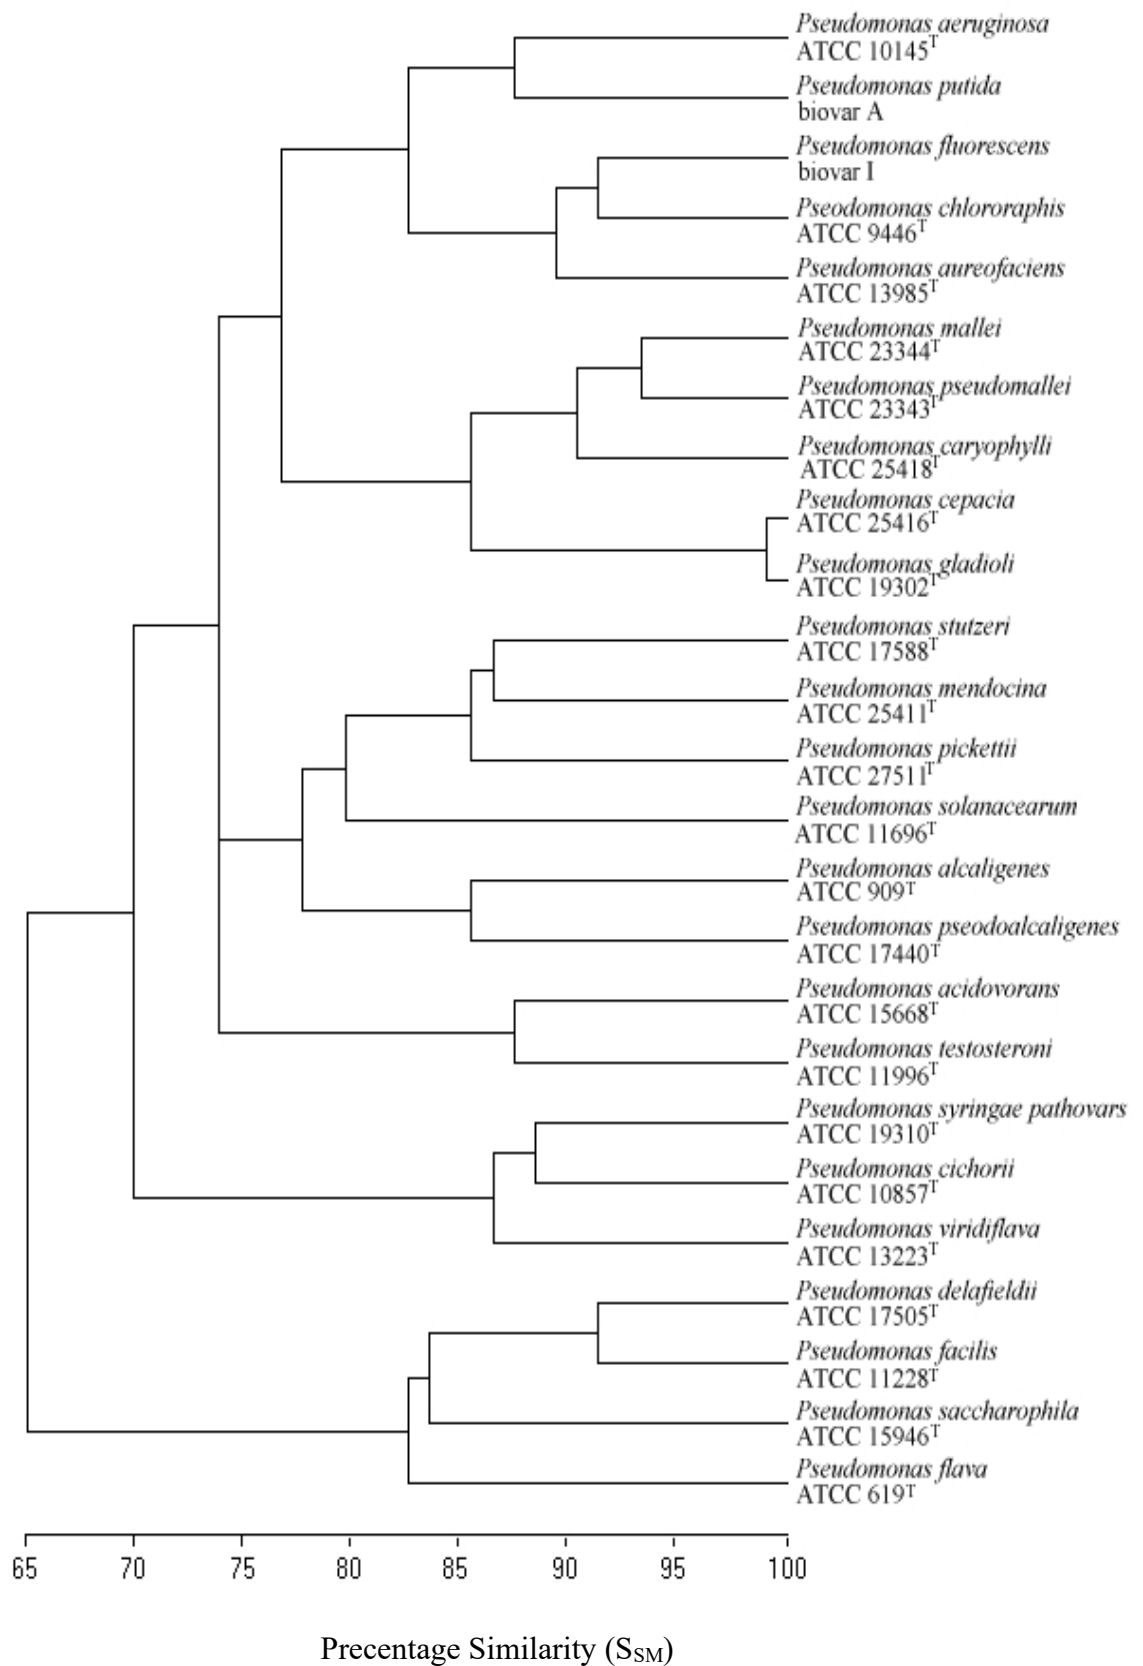 Pseudomonas aeruginosa
ATCC 10145T
Pseudomonas putida
biovar A
Pseudomonas fluorescens
biovar I
Pseodomonas chlororaphis
ATCC 9446T
Pseudomonas aureofaciens
ATCC 13985T
Pseudomonas mallei
ATCC 23344T
Pseudomonas pseudomallei
ATCC 23343T
Pseudomonas caryophylli
ATCC 25418T
Pseudomonas cepacia
ATCC 25416T
Pseudomonas gladioli
ATCC 19302T
Pseudomonas stutzeri
ATCC 17588T
Pseudomonas mendocina
ATCC 25411T
Pseudomonas pickettii
ATCC 27511T
Pseudomonas solanacearum
ATCC 11696T
Pseudomonas alcaligenes
ATCC 909T
Pseudomonas pseodoalcaligenes
ATCC 17440T
Pseudomonas acidovorans
ATCC 15668T
Pseudomonas testosteroni
ATCC 11996T
Pseudomonas syringae pathovars
ATCC 19310T
Pseudomonas cichorii
ATCC 10857T
Pseudomonas viridiflava
ATCC 13223T
Pseudomonas delafieldii
ATCC 17505T
Pseudomonas facilis
ATCC 11228T
Pseudomonas saccharophila
ATCC 15946T
Pseudomonas flava
ATCC 619T
65 70 75 80 85 90 95 100
Precentage Similarity (SSM)